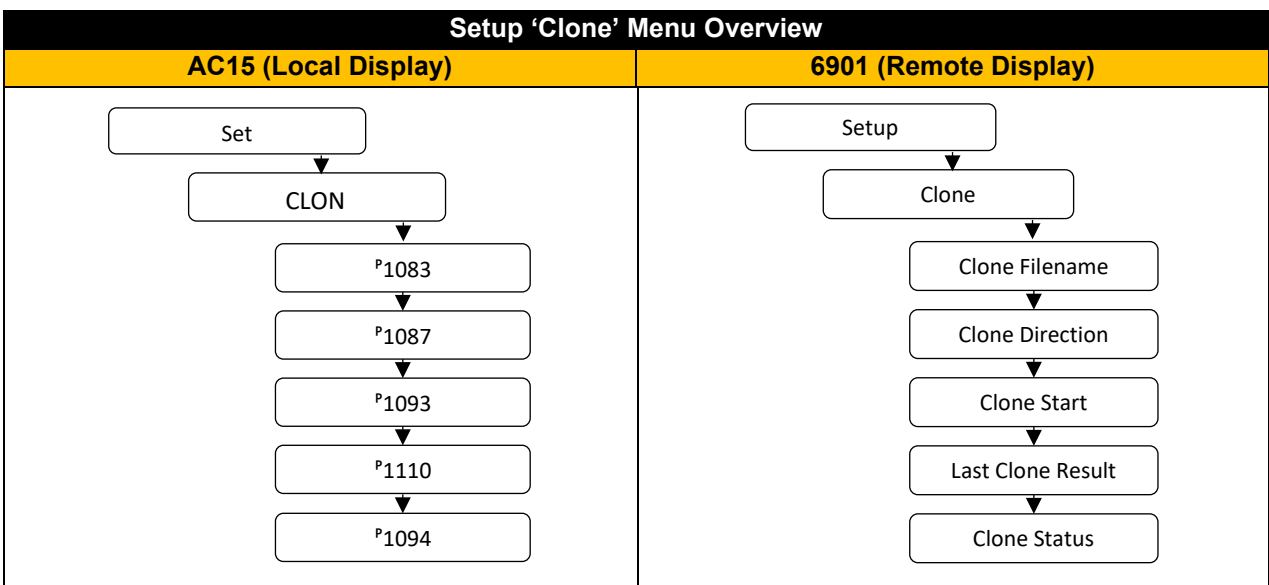 Setup ‘Clone’ Menu Overview
AC15 (Local Display)
6901 (Remote Display)
Set
CLON
ᴾ1083
ᴾ1087
ᴾ1093
ᴾ1110
ᴾ1094
Setup
Clone
Clone Filename
Clone Direction
Clone Start
Last Clone Result
Clone Status